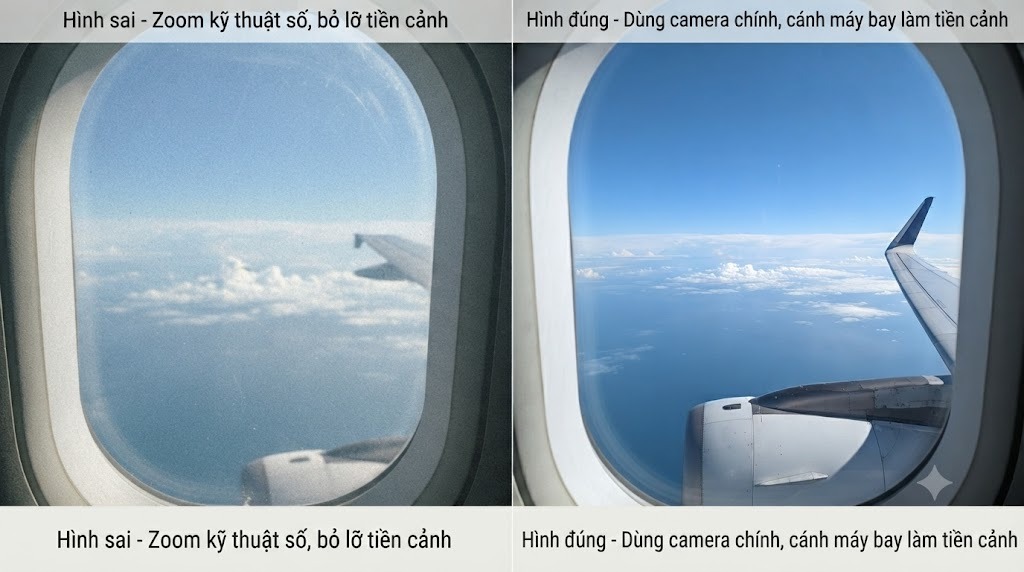 Hình sai - Zoom kỹ thuật số, bỏ lỡ tiền cảnh
Hình đúng - Dùng camera chính, cánh máy bay làm tiền cảnh
Hình sai - Zoom kỹ thuật số, bỏ lỡ tiền cảnh
Hình đúng - Dùng camera chính, cánh máy bay làm tiền cảnh